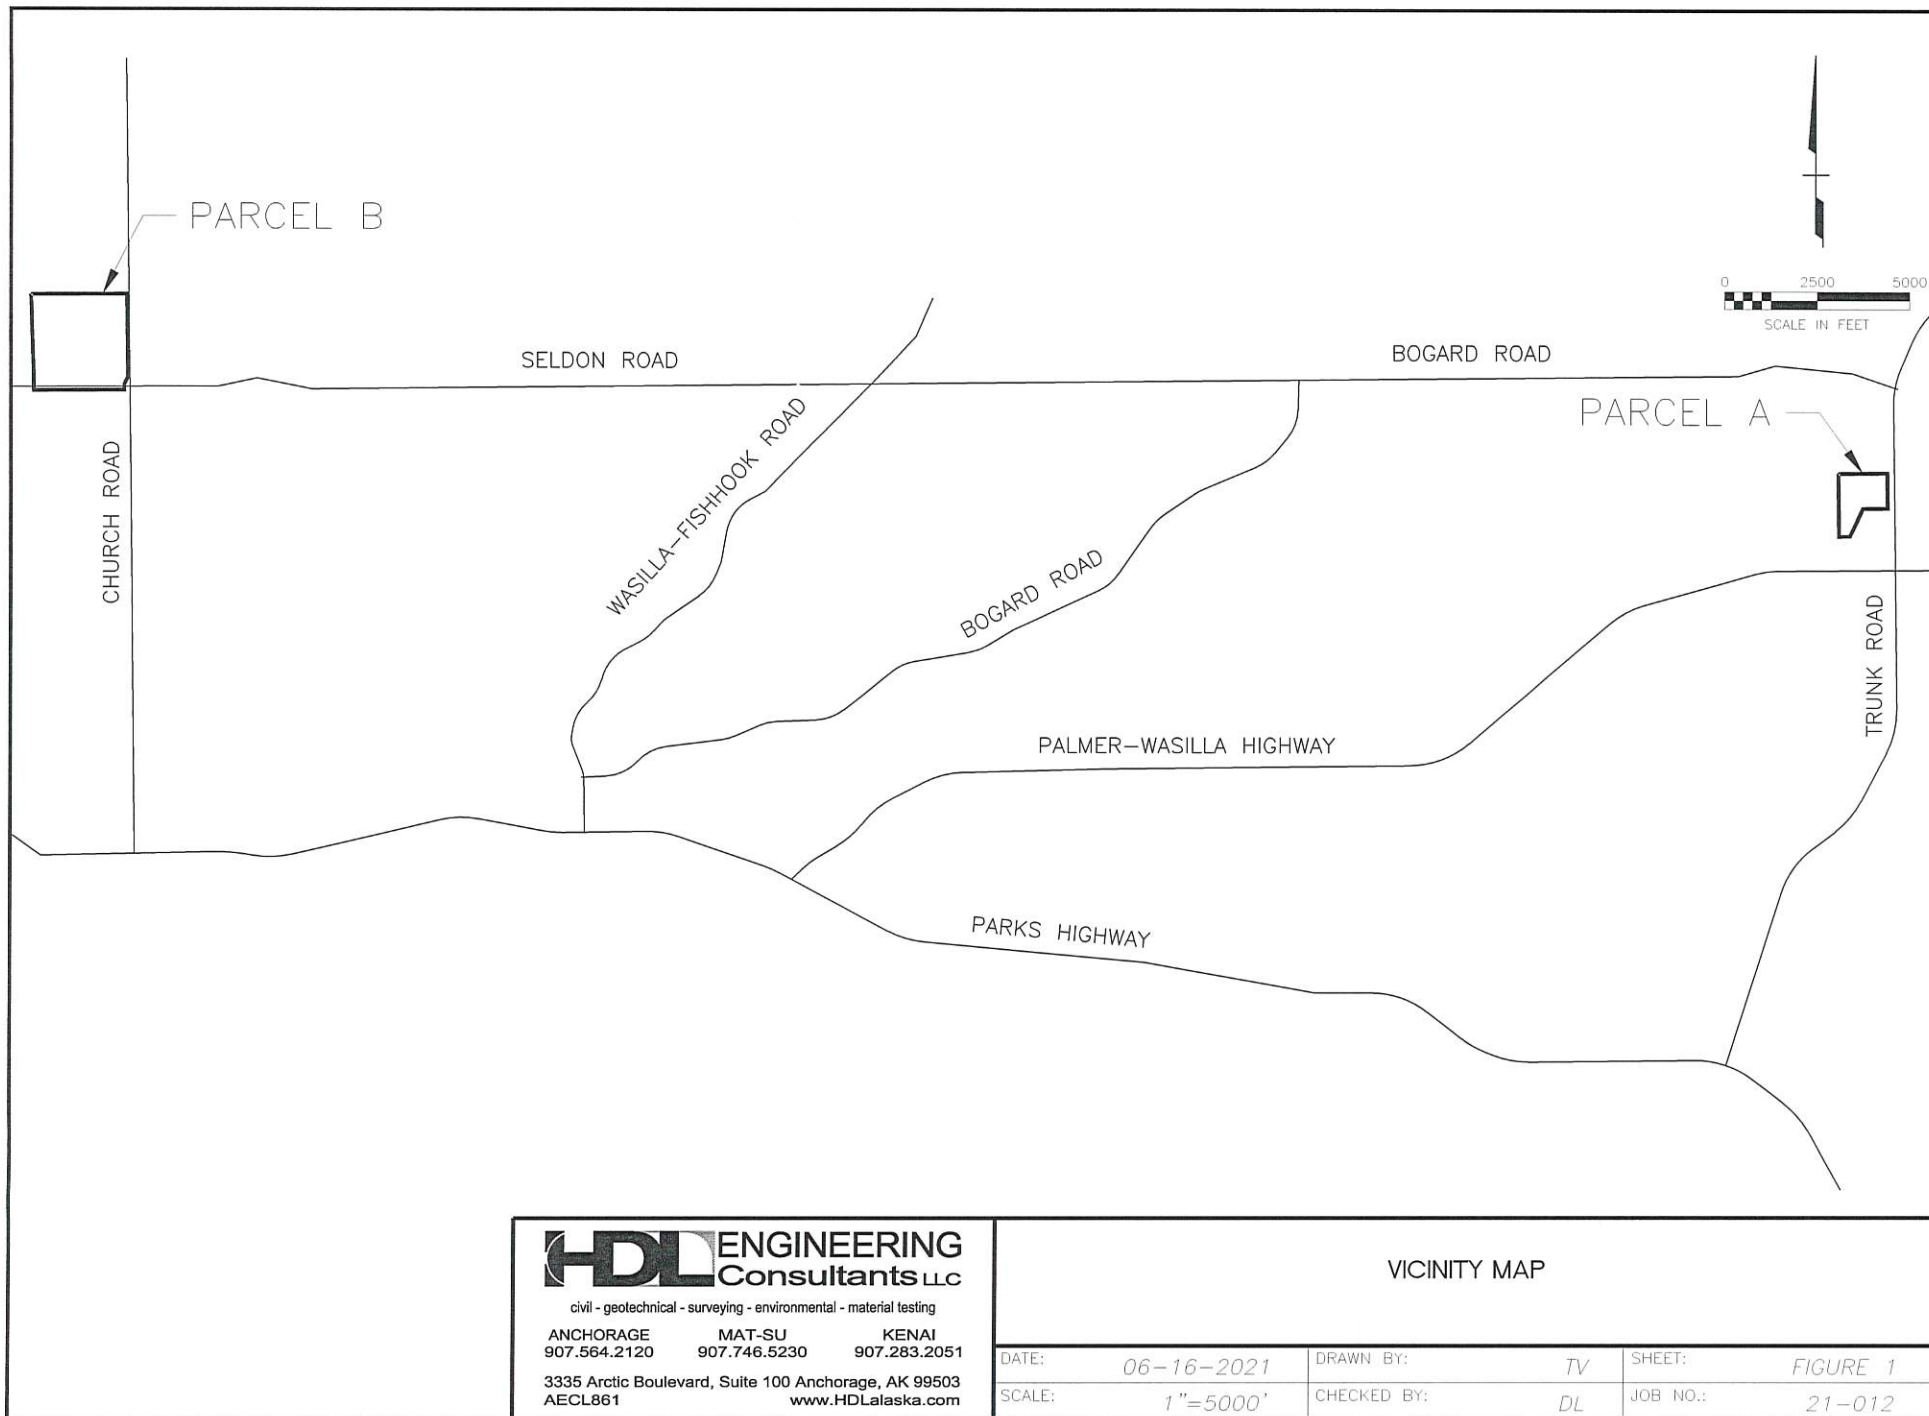 PARCEL B
0 2500 5000
SCALE IN FEET
SELDON ROAD
BOGARD ROAD
PARCEL A
CHURCH ROAD
WASILLA-FISHHOOK ROAD
BOGARD ROAD
TRUNK ROAD
PALMER-WASILLA HIGHWAY
PARKS HIGHWAY
HDL ENGINEERING
Consultants LLC
civil - geotechnical - surveying - environmental - material testing
ANCHORAGE MAT-SU KENAI
907.564.2120 907.746.5230 907.283.2051
3335 Arctic Boulevard, Suite 100 Anchorage, AK 99503
AECL861 www.HDLalaska.com
VICINITY MAP
DATE: 06-16-2021 DRAWN BY: TV SHEET: FIGURE 1
SCALE: 1"=5000' CHECKED BY: DL JOB NO.: 21-012